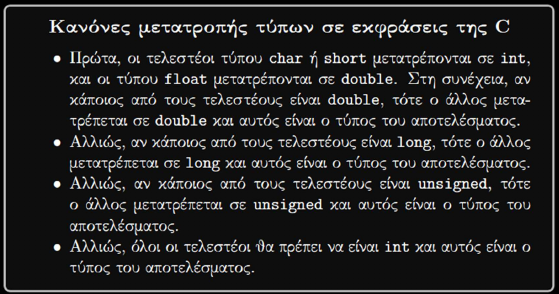 Κανόνες μετατροπής τύπων σε εκφράσεις της C
• Πρώτα, οι τελεστέοι τύπου char ή short μετατρέπονται σε int,
και οι τύπου float μετατρέπονται σε double. Στη συνέχεια, αν
κάποιος από τους τελεστέους είναι double, τότε ο άλλος μετα-
τρέπεται σε double και αυτός είναι ο τύπος του αποτελέσματος.
• Αλλιώς, αν κάποιος από τους τελεστέους είναι long, τότε ο άλλος
μετατρέπεται σε long και αυτός είναι ο τύπος του αποτελέσματος.
• Αλλιώς, αν κάποιος από τους τελεστέους είναι unsigned, τότε
ο άλλος μετατρέπεται σε unsigned και αυτός είναι ο τύπος του
αποτελέσματος.
• Αλλιώς, όλοι οι τελεστέοι θα πρέπει να είναι int και αυτός είναι ο
τύπος του αποτελέσματος.